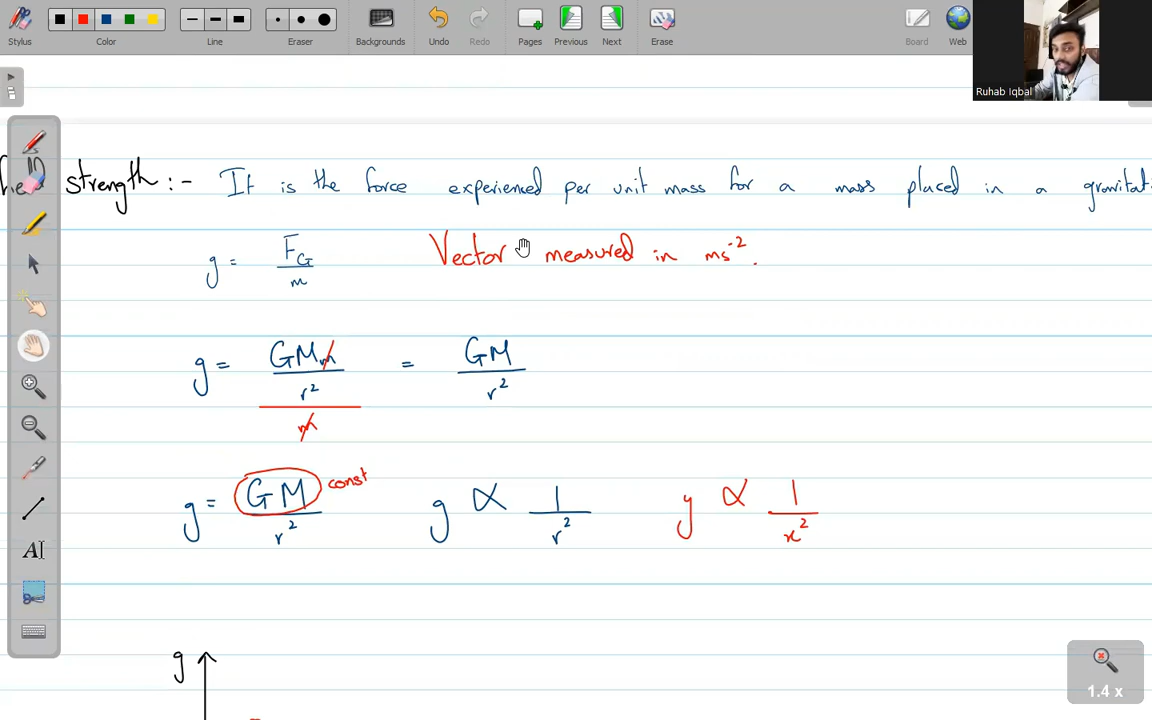 Stylus Color Line Eraser Backgrounds Undo Redo Pages Previous Next Erase Board Web
Ruhab Iqbal
strength :- It is the force experienced per unit mass for a mass placed in a gravitati
g = F_G / m Vector measured in ms⁻².
g = GMm / r² / m = GM / r²
g = GM / r² const g ∝ 1 / r² y ∝ 1 / x²
g
1.4 x